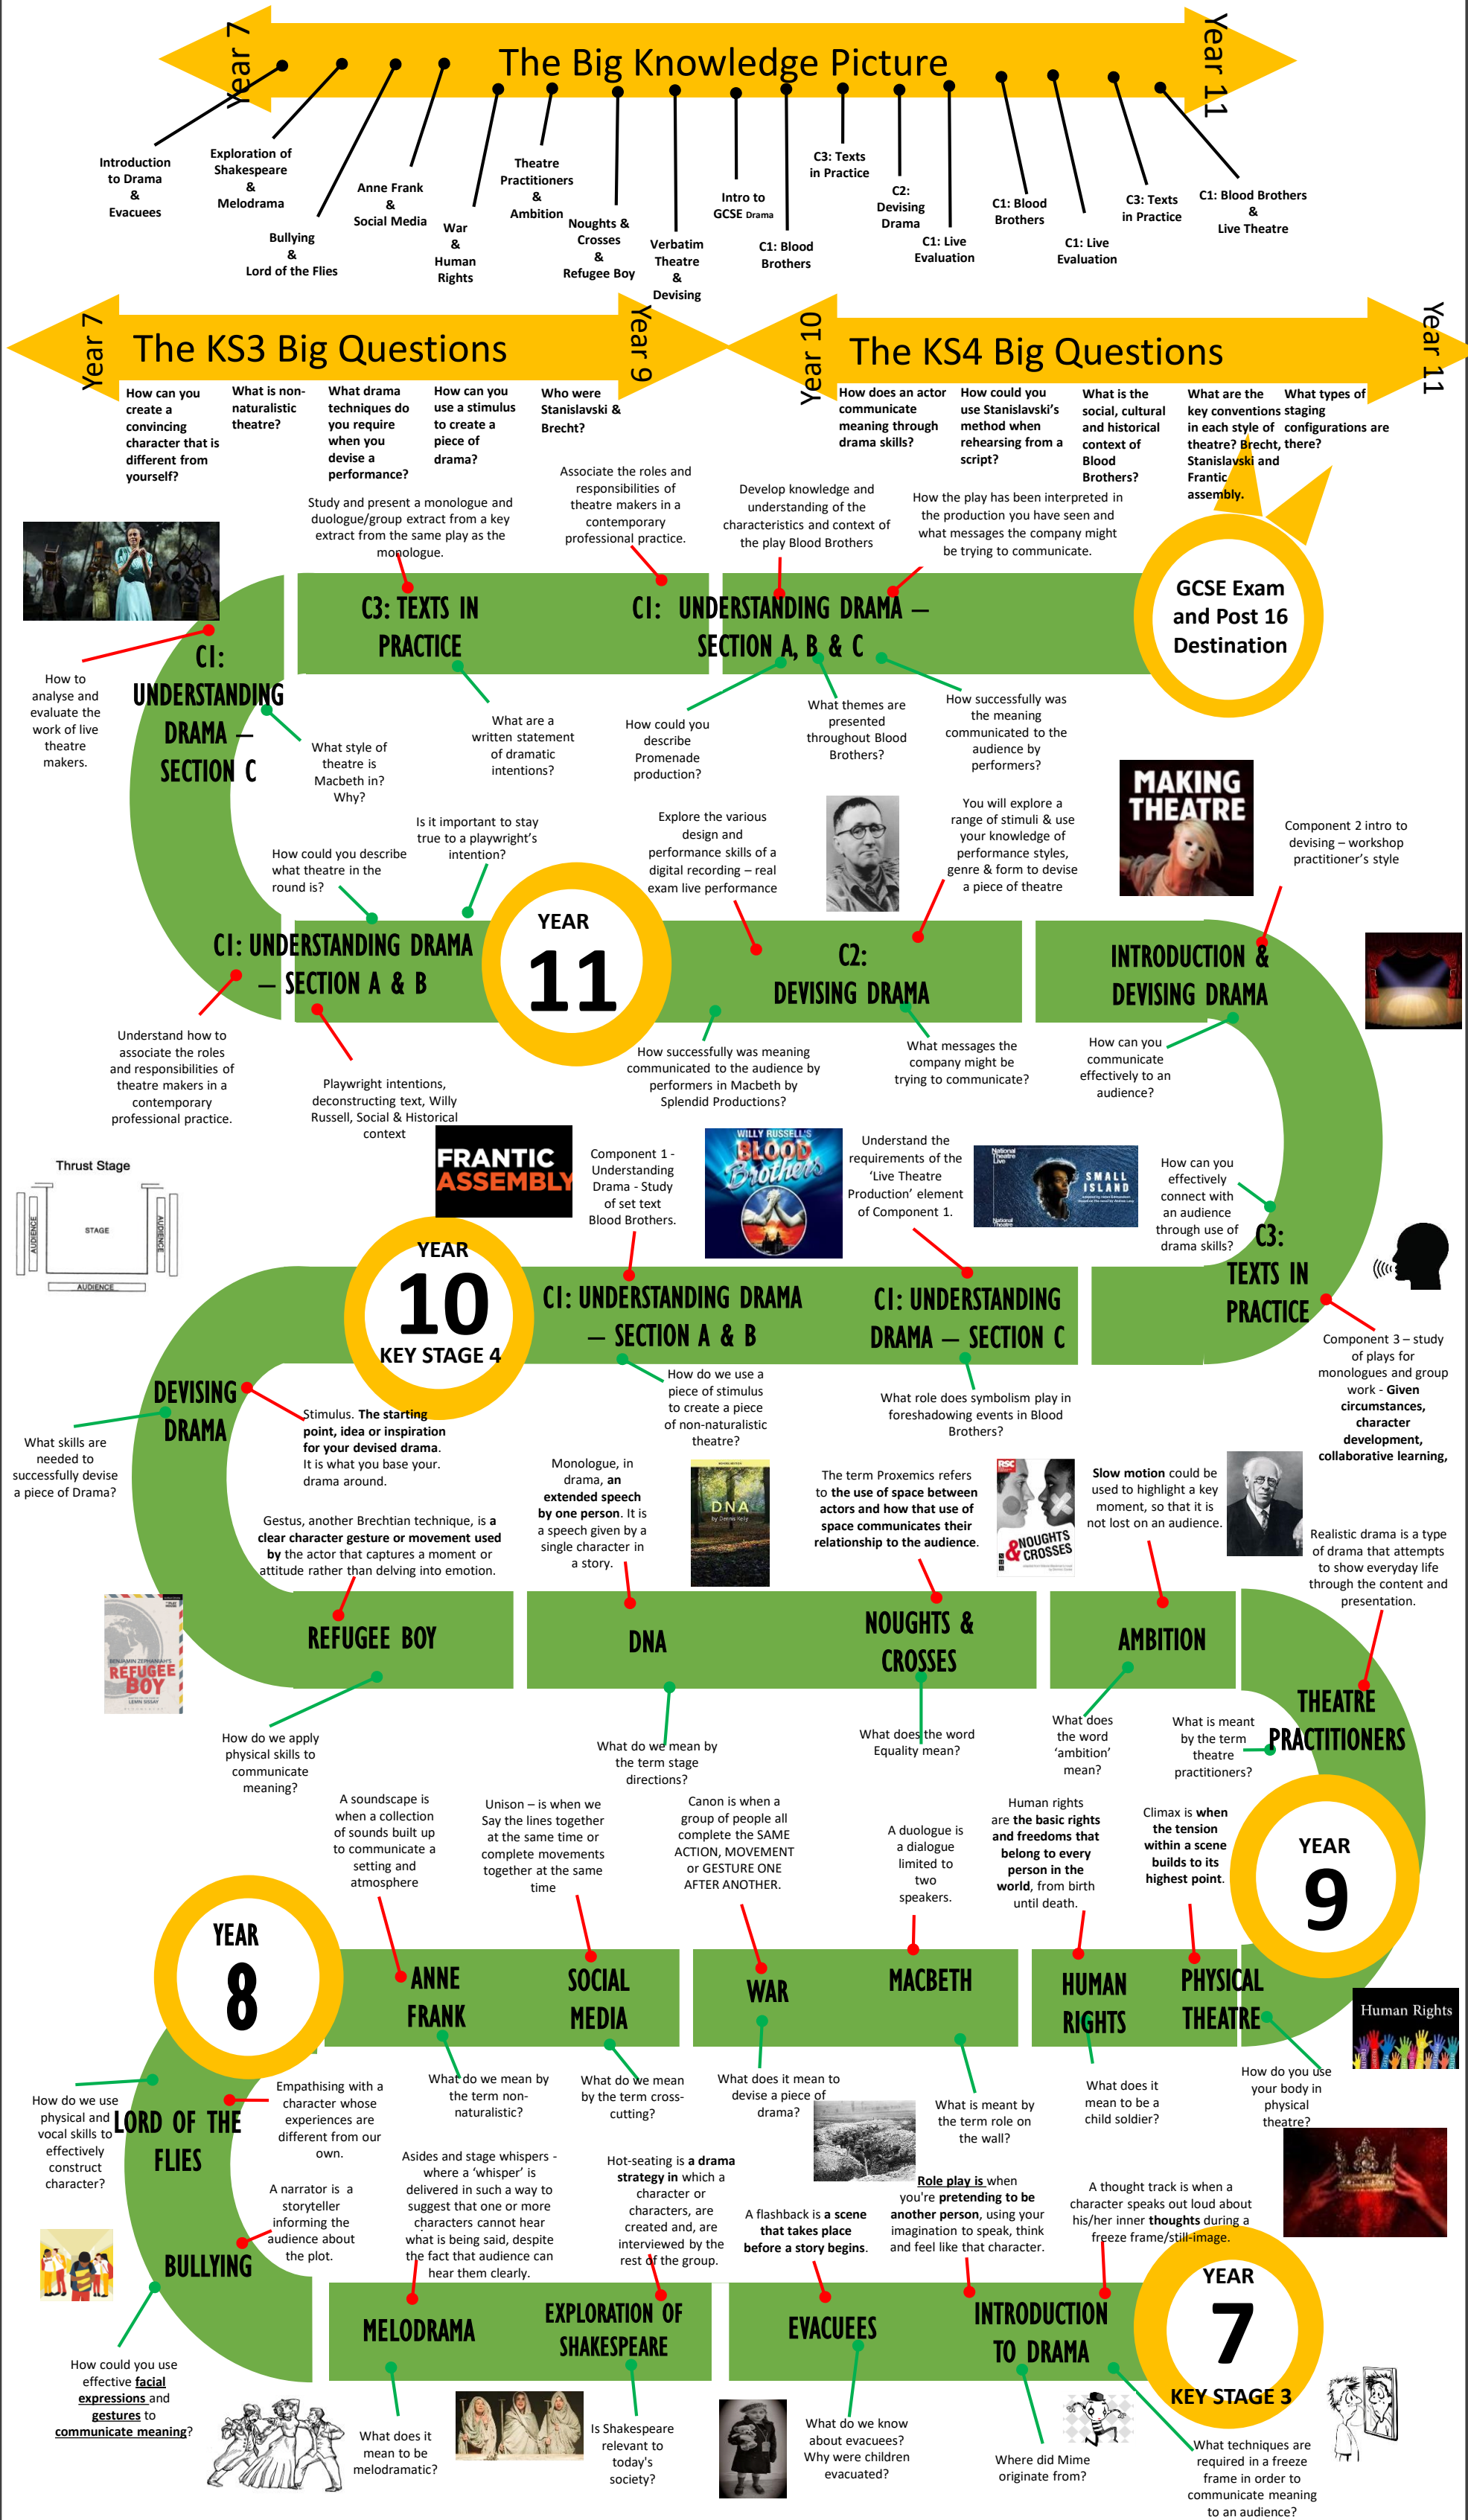 Year 7
The Big Knowledge Picture
Year 11
Introduction
to Drama
&
Evacuees
Exploration of
Shakespeare
&
Melodrama
Bullying
&
Lord of the Flies
Anne Frank
&
Social Media
War
&
Human
Rights
Theatre
Practitioners
&
Ambition
Noughts &
Crosses
&
Refugee Boy
Verbatim
Theatre
&
Devising
Intro to
GCSE Drama
C1: Blood
Brothers
C3: Texts
in Practice
C2:
Devising
Drama
C1: Live
Evaluation
C1: Blood
Brothers
C1: Live
Evaluation
C3: Texts
in Practice
C1: Blood Brothers
&
Live Theatre
Year 7
The KS3 Big Questions
Year 9
Year 10
The KS4 Big Questions
Year 11
How can you
create a
convincing
character that is
different from
yourself?
What is non-
naturalistic
theatre?
What drama
techniques do
you require
when you
devise a
performance?
How can you
use a stimulus
to create a
piece of
drama?
Who were
Stanislavski &
Brecht?
How does an actor
communicate
meaning through
drama skills?
How could you
use Stanislavski's
method when
rehearsing from a
script?
What is the
social, cultural
and historical
context of
Blood
Brothers?
What are the
key conventions
in each style of
theatre? Brecht,
Stanislavski and
Frantic
assembly.
What types of
staging
configurations are
there?
Study and present a monologue and
duologue/group extract from a key
extract from the same play as the
monologue.
Associate the roles and
responsibilities of
theatre makers in a
contemporary
professional practice.
Develop knowledge and
understanding of the
characteristics and context of
the play Blood Brothers
How the play has been interpreted in
the production you have seen and
what messages the company might
be trying to communicate.
GCSE Exam
and Post 16
Destination
C1:
UNDERSTANDING
DRAMA –
SECTION C
C3: TEXTS IN
PRACTICE
C1: UNDERSTANDING DRAMA –
SECTION A, B & C
How to
analyse and
evaluate the
work of live
theatre
makers.
What style of
theatre is
Macbeth in?
Why?
What are a
written statement
of dramatic
intentions?
How could you
describe
Promenade
production?
What themes are
presented
throughout Blood
Brothers?
How successfully was
the meaning
communicated to the
audience by
performers?
How could you describe
what theatre in the
round is?
Is it important to stay
true to a playwright's
intention?
Explore the various
design and
performance skills of a
digital recording – real
exam live performance
You will explore a
range of stimuli & use
your knowledge of
performance styles,
genre & form to devise
a piece of theatre
MAKING
THEATRE
Component 2 intro to
devising – workshop
practitioner's style
C1: UNDERSTANDING DRAMA
– SECTION A & B
YEAR
11
C2:
DEVISING DRAMA
INTRODUCTION &
DEVISING DRAMA
Understand how to
associate the roles
and responsibilities of
theatre makers in a
contemporary
professional practice.
Playwright intentions,
deconstructing text, Willy
Russell, Social & Historical
context
How successfully was meaning
communicated to the audience by
performers in Macbeth by
Splendid Productions?
What messages the
company might be
trying to communicate?
How can you
communicate
effectively to an
audience?
Thrust Stage
STAGE
AUDIENCE
AUDIENCE
AUDIENCE
FRANTIC
ASSEMBLY
Component 1 -
Understanding
Drama - Study
of set text
Blood Brothers.
WILLY RUSSELL'S
BLOOD
Brothers
Understand the
requirements of the
'Live Theatre
Production' element
of Component 1.
National
Theatre
Live
SMALL
ISLAND
National
Theatre
How can you
effectively
connect with
an audience
through use of
drama skills?
YEAR
10
KEY STAGE 4
C1: UNDERSTANDING DRAMA
– SECTION A & B
C1: UNDERSTANDING
DRAMA – SECTION C
C3:
TEXTS IN
PRACTICE
Component 3 – study
of plays for
monologues and group
work - Given
circumstances,
character
development,
collaborative learning,
DEVISING
DRAMA
What skills are
needed to
successfully devise
a piece of Drama?
Stimulus. The starting
point, idea or inspiration
for your devised drama.
It is what you base your.
drama around.
How do we use a
piece of stimulus
to create a piece
of non-naturalistic
theatre?
What role does symbolism play in
foreshadowing events in Blood
Brothers?
Gestus, another Brechtian technique, is a
clear character gesture or movement used
by the actor that captures a moment or
attitude rather than delving into emotion.
Monologue, in
drama, an
extended speech
by one person. It is
a speech given by a
single character in
a story.
DNA
by Dennis Kelly
The term Proxemics refers
to the use of space between
actors and how that use of
space communicates their
relationship to the audience.
RSC
NOUGHTS
& CROSSES
Slow motion could be
used to highlight a key
moment, so that it is
not lost on an audience.
Realistic drama is a type
of drama that attempts
to show everyday life
through the content and
presentation.
BENJAMIN ZEPHANIAH'S
REFUGEE
BOY
LEMN SISSAY
REFUGEE BOY
DNA
NOUGHTS &
CROSSES
AMBITION
THEATRE
PRACTITIONERS
How do we apply
physical skills to
communicate
meaning?
What do we mean by
the term stage
directions?
What does the word
Equality mean?
What does
the word
'ambition'
mean?
What is meant
by the term
theatre
practitioners?
A soundscape is
when a collection
of sounds built up
to communicate a
setting and
atmosphere
Unison – is when we
Say the lines together
at the same time or
complete movements
together at the same
time
Canon is when a
group of people all
complete the SAME
ACTION, MOVEMENT
or GESTURE ONE
AFTER ANOTHER.
A duologue is
a dialogue
limited to
two
speakers.
Human rights
are the basic rights
and freedoms that
belong to every
person in the
world, from birth
until death.
Climax is when
the tension
within a scene
builds to its
highest point.
YEAR
9
YEAR
8
ANNE
FRANK
SOCIAL
MEDIA
WAR
MACBETH
HUMAN
RIGHTS
PHYSICAL
THEATRE
Human Rights
How do we use
physical and
vocal skills to
effectively
construct
character?
LORD OF THE
FLIES
Empathising with a
character whose
experiences are
different from our
own.
What do we mean by
the term non-
naturalistic?
What do we mean
by the term cross-
cutting?
What does it mean to
devise a piece of
drama?
What is meant by
the term role on
the wall?
What does it
mean to be a
child soldier?
How do you use
your body in
physical
theatre?
A narrator is a
storyteller
informing the
audience about
the plot.
BULLYING
Asides and stage whispers -
where a 'whisper' is
delivered in such a way to
suggest that one or more
characters cannot hear
what is being said, despite
the fact that audience can
hear them clearly.
Hot-seating is a drama
strategy in which a
character or
characters, are
created and, are
interviewed by the
rest of the group.
A flashback is a scene
that takes place
before a story begins.
Role play is when
you're pretending to be
another person, using your
imagination to speak, think
and feel like that character.
A thought track is when a
character speaks out loud about
his/her inner thoughts during a
freeze frame/still-image.
MELODRAMA
EXPLORATION OF
SHAKESPEARE
EVACUEES
INTRODUCTION
TO DRAMA
YEAR
7
KEY STAGE 3
How could you use
effective facial
expressions and
gestures to
communicate meaning?
What does it
mean to be
melodramatic?
Is Shakespeare
relevant to
today's
society?
What do we know
about evacuees?
Why were children
evacuated?
Where did Mime
originate from?
What techniques are
required in a freeze
frame in order to
communicate meaning
to an audience?